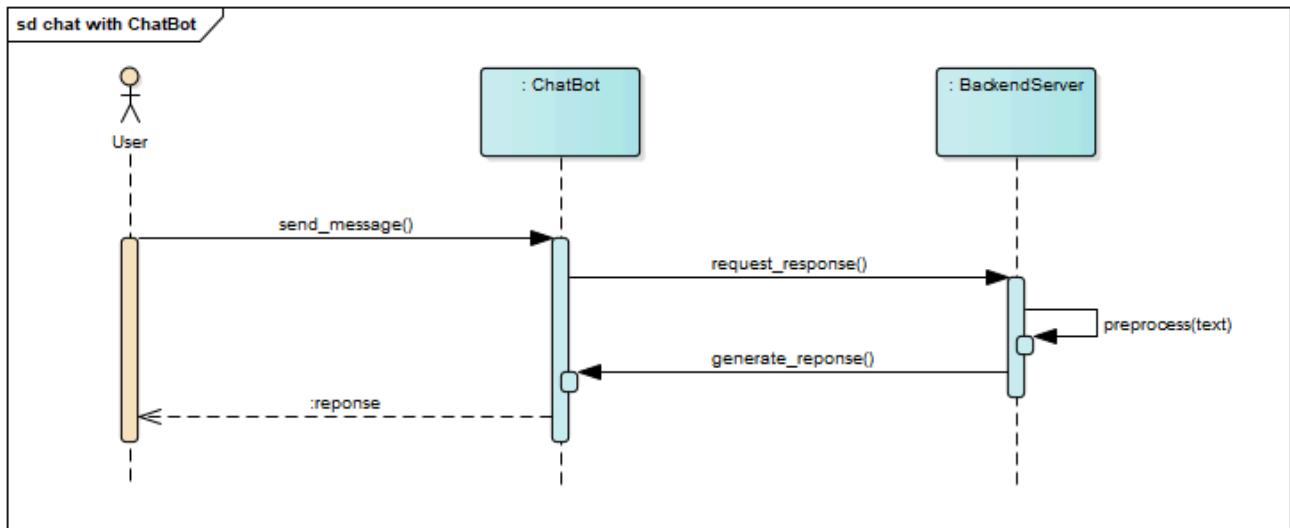 sd chat with ChatBot
: ChatBot
: BackendServer
User
send_message()
request_response()
preprocess(text)
generate_reponse()
:reponse